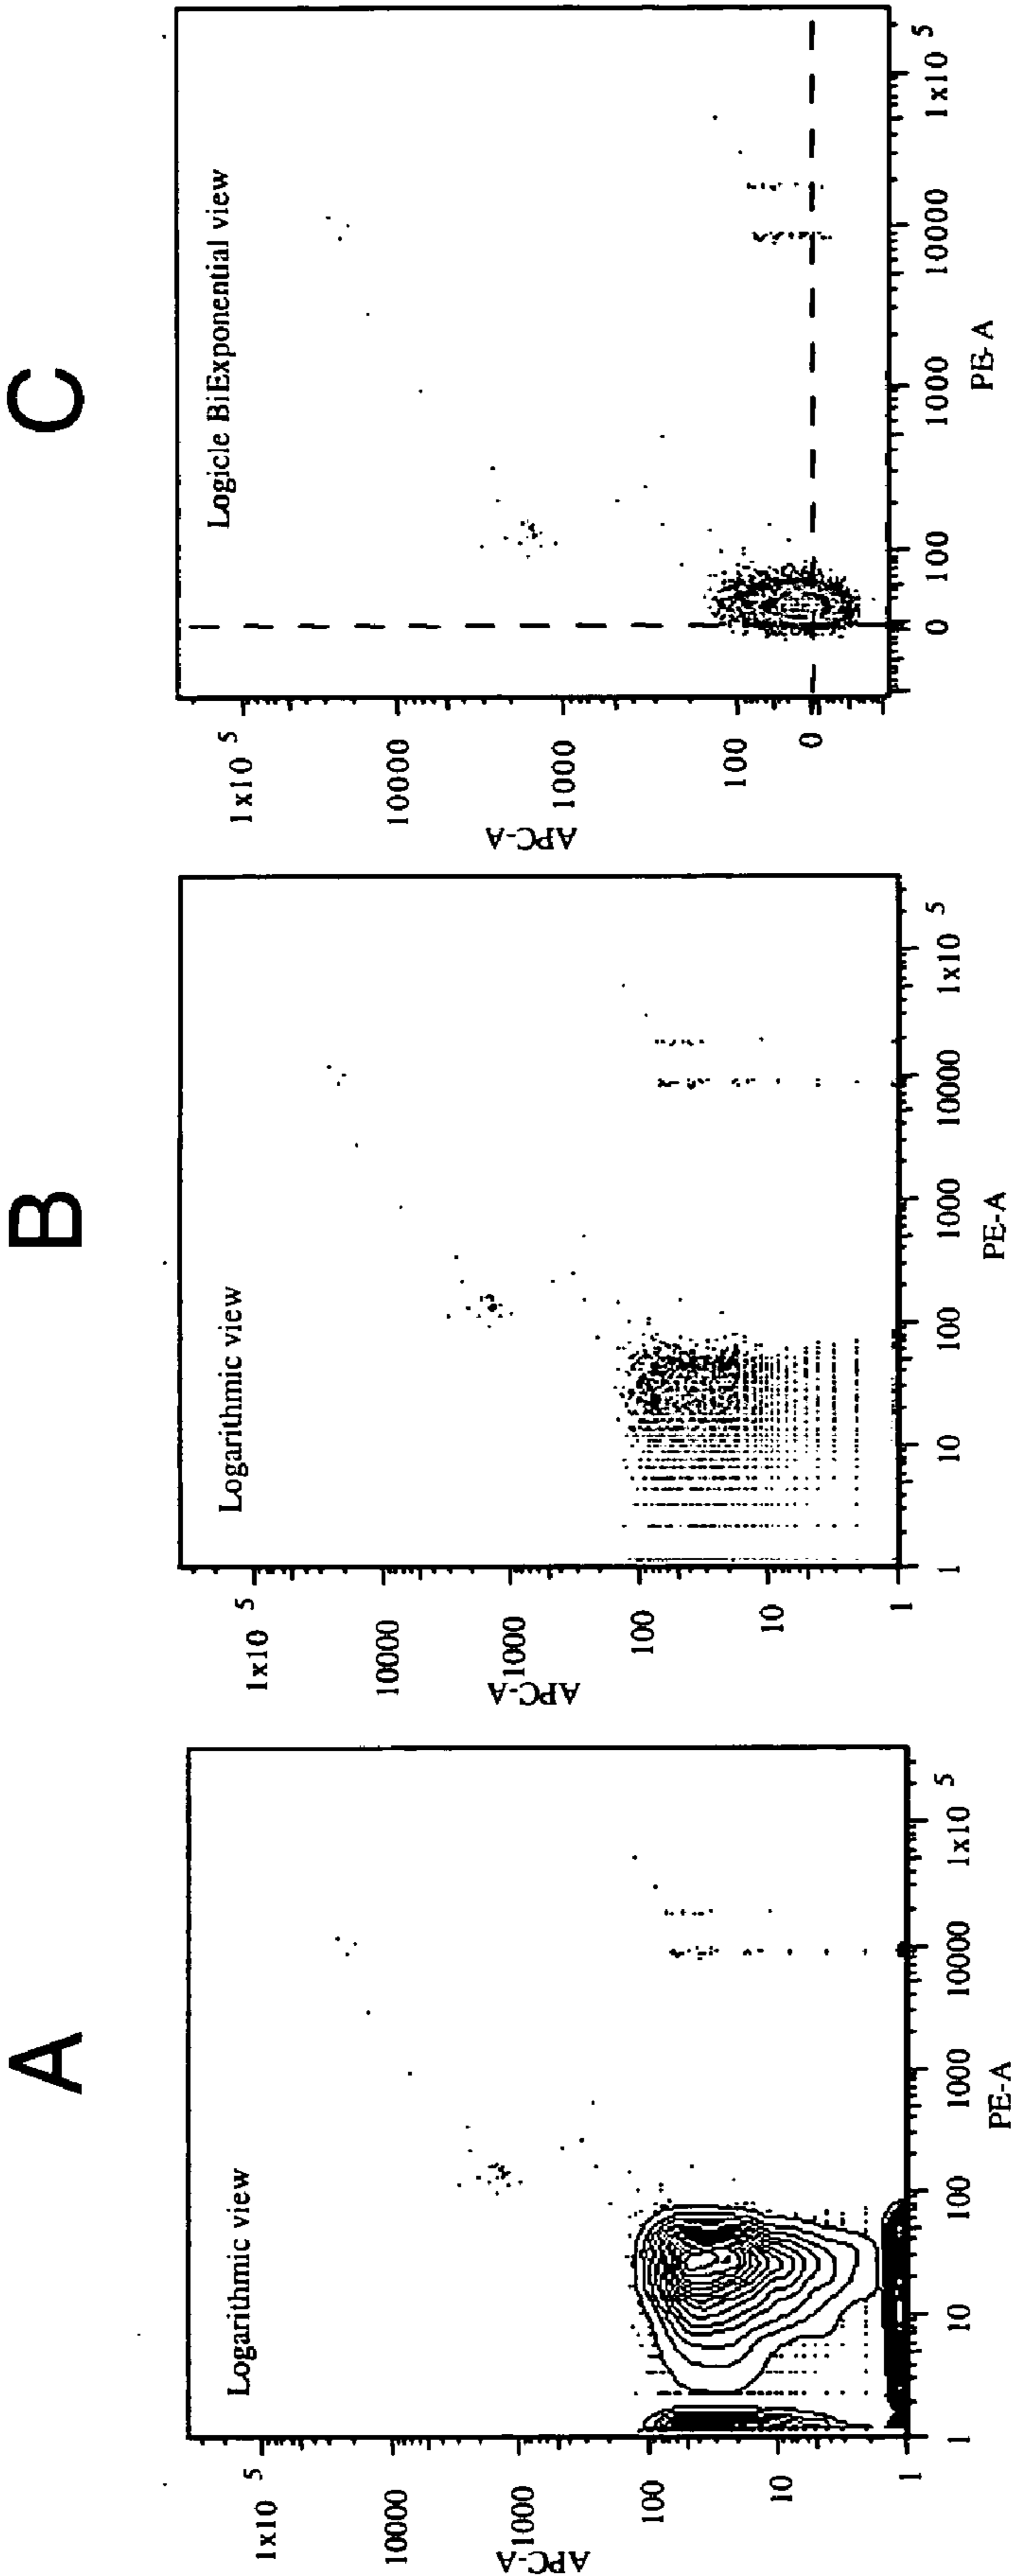 A
Logarithmic view
1x10 5
10000
1000
100
10
1
APC-A
1 10 100 1000 10000 1x10 5
PE-A
B
Logarithmic view
1x10 5
10000
1000
100
10
1
APC-A
1 10 100 1000 10000 1x10 5
PE-A
C
Logicle BiExponential view
1x10 5
10000
1000
100
0
APC-A
0 100 1000 10000 1x10 5
PE-A